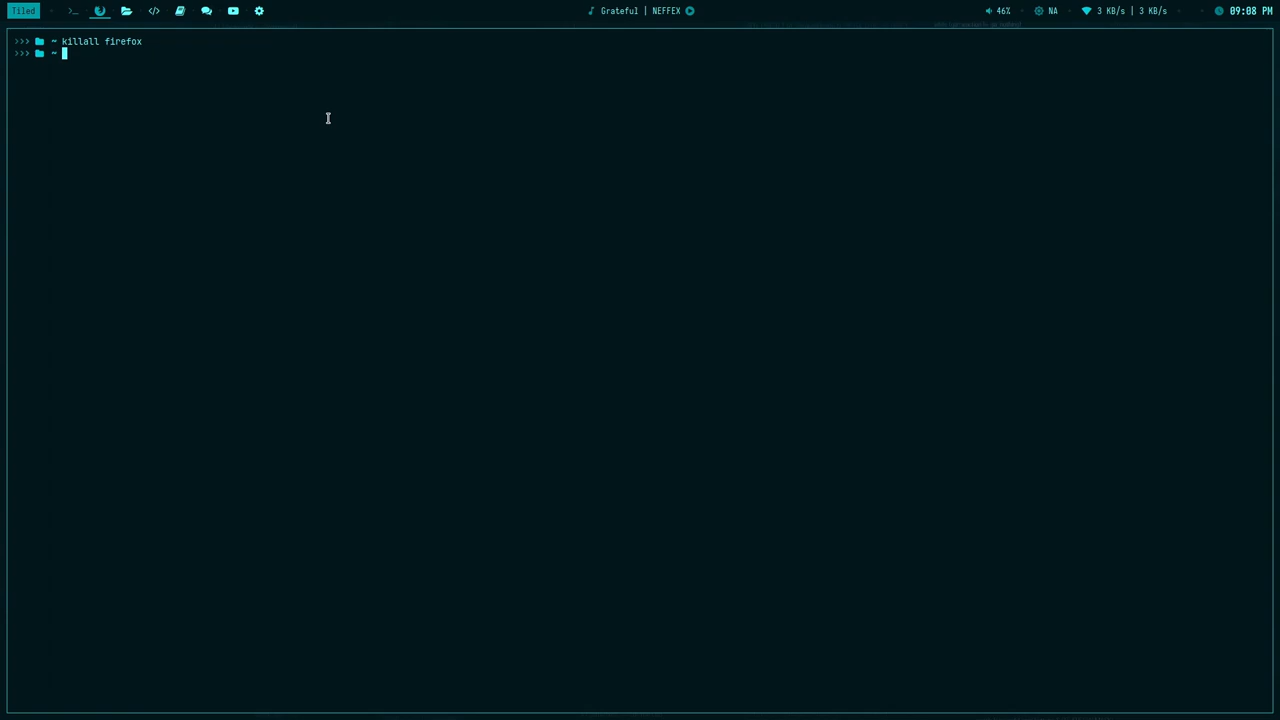 Tiled >_ </> Grateful | NEFFEX 46% NA 3 KB/s | 3 KB/s 09:08 PM
>>> ~ killall firefox
>>> ~